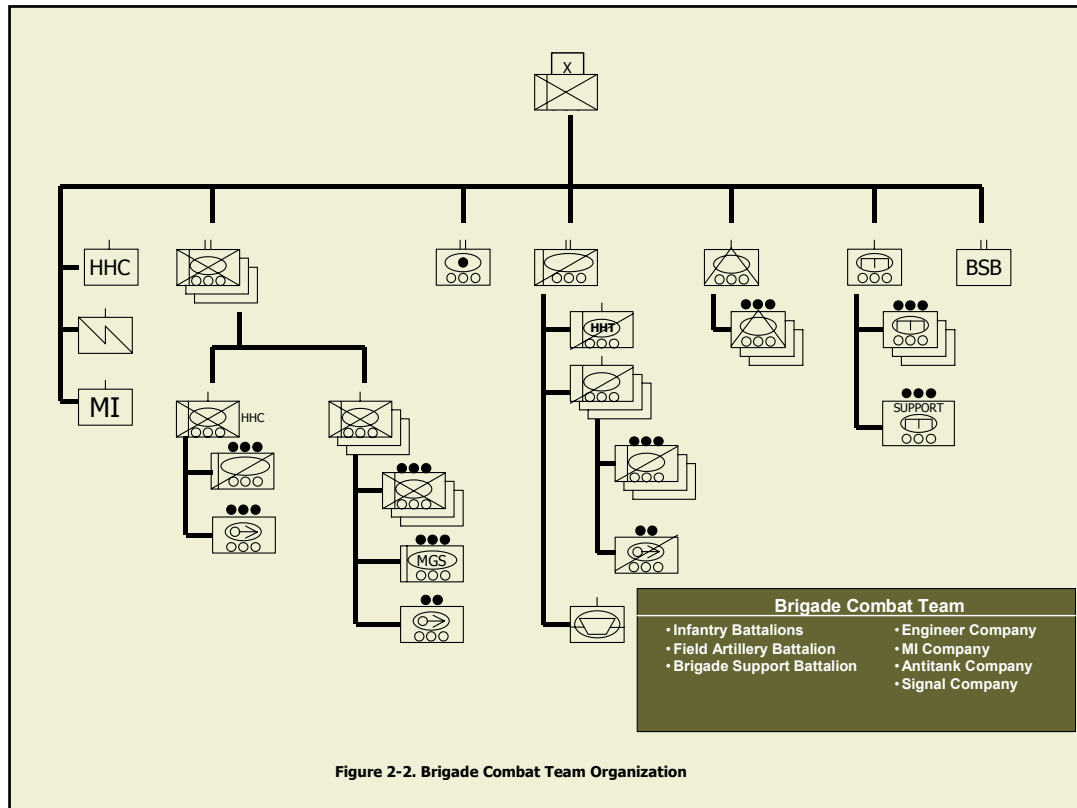 X
HHC
BSB
HHT
MI
HHC
SUPPORT
MGS
Brigade Combat Team
• Infantry Battalions
• Field Artillery Battalion
• Brigade Support Battalion
• Engineer Company
• MI Company
• Antitank Company
• Signal Company
Figure 2-2. Brigade Combat Team Organization